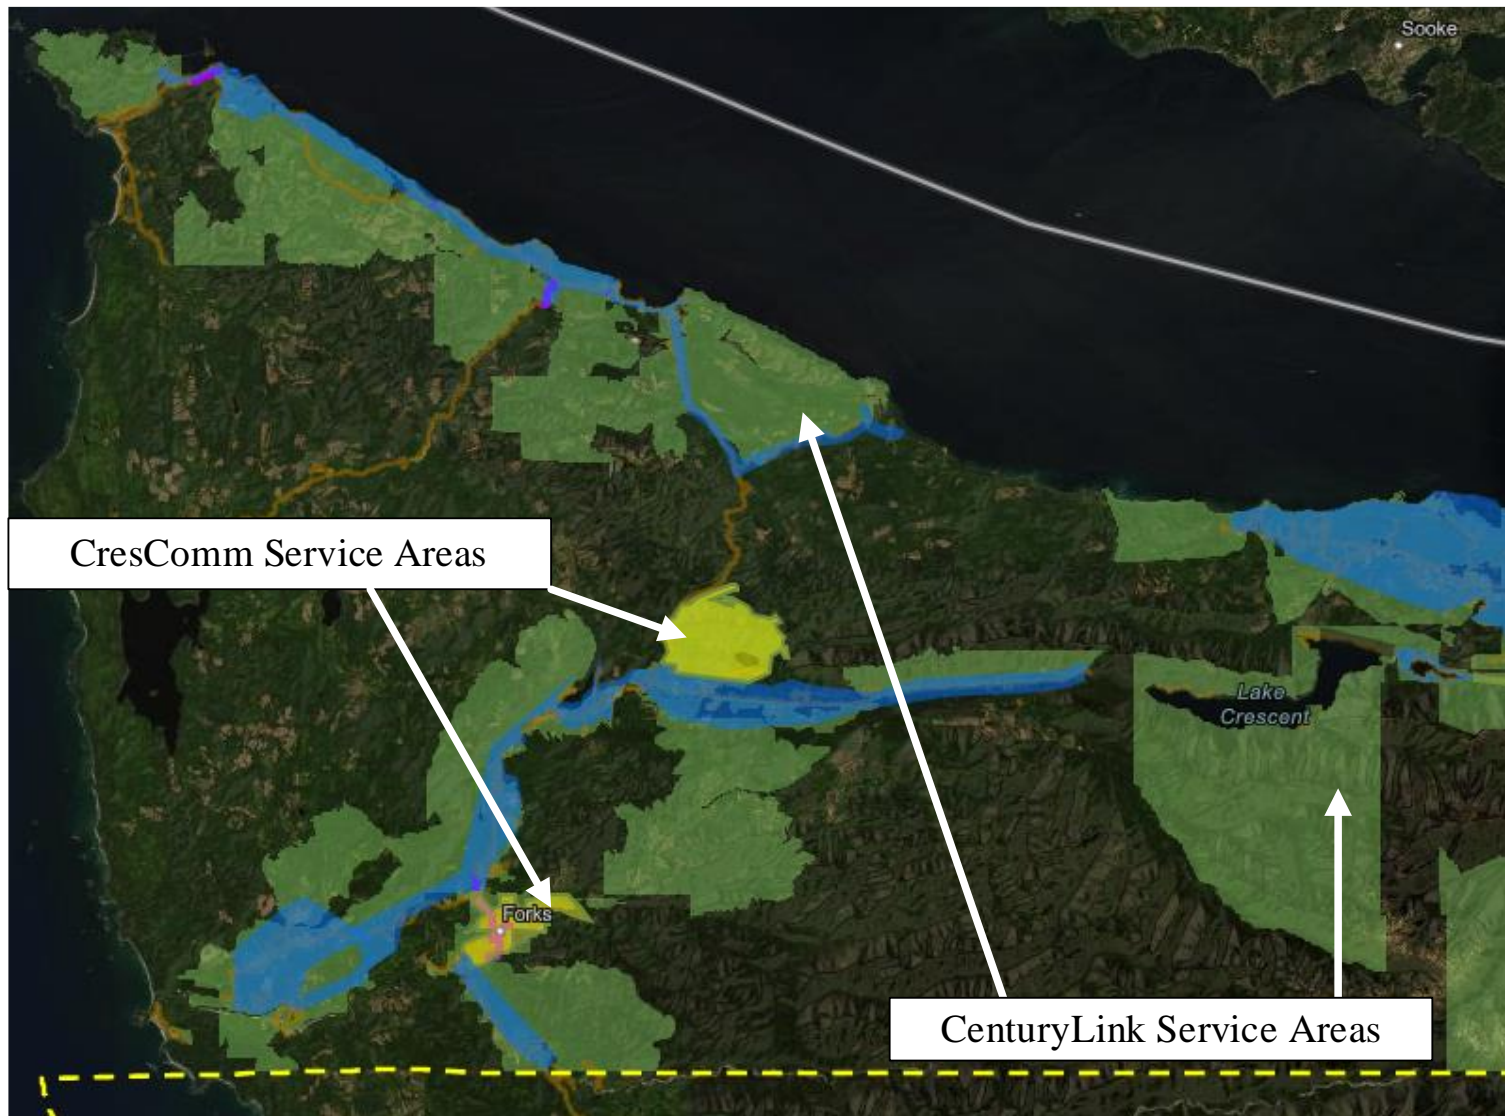 Sooke
CresComm Service Areas
Lake
Crescent
Forks
CenturyLink Service Areas